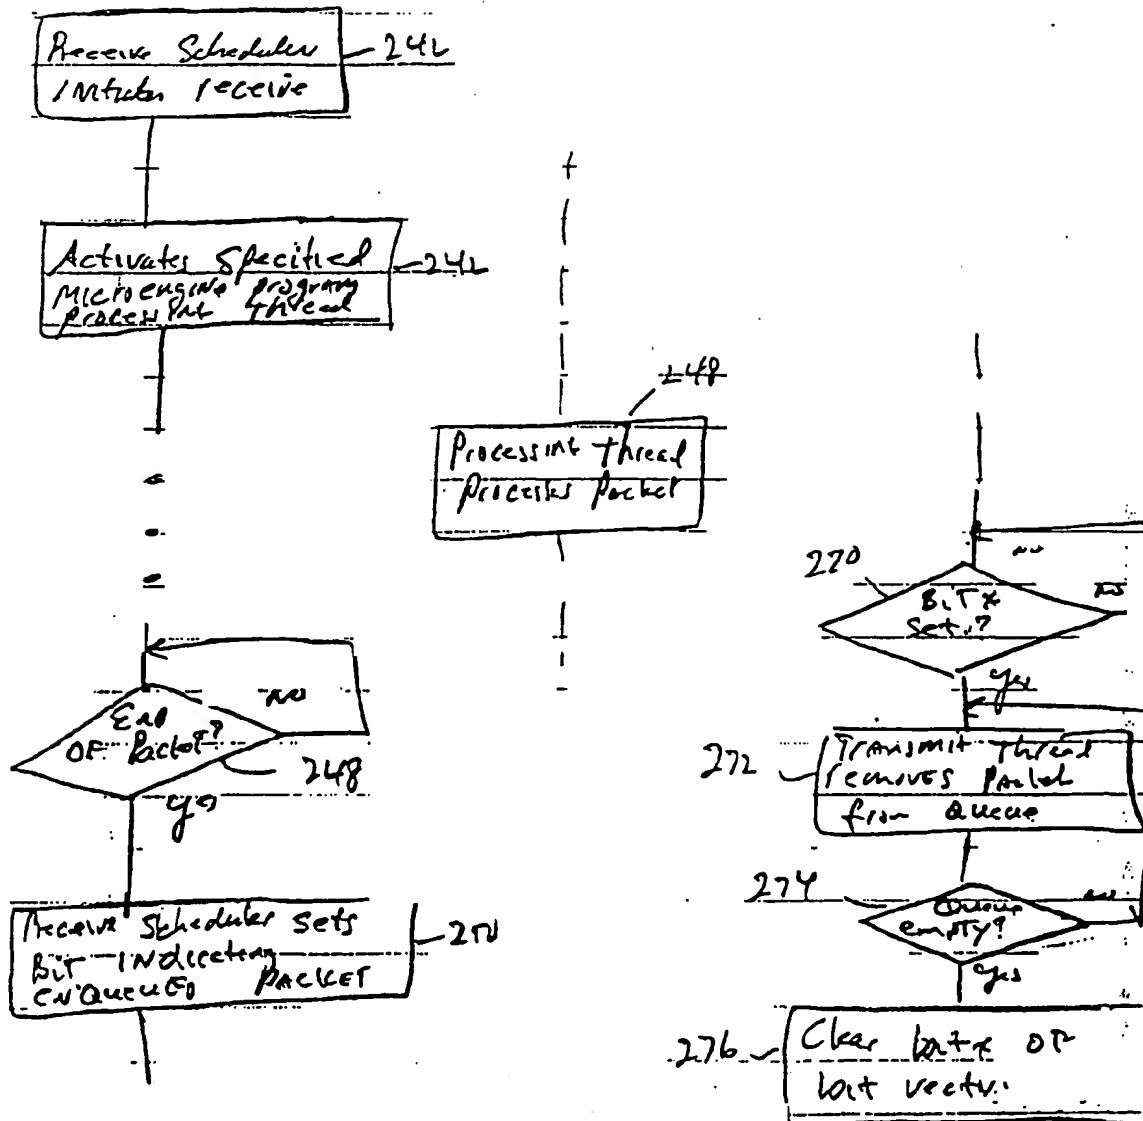 Receive Scheduler
Initiates receive
242
Activates Specified
Microengine program
processing thread
242
248
Processing thread
processes packet
End
OF Packet?
NO
248
yes
Receive Scheduler sets
Bit Indicating
ENQUEUED PACKET
250
270
Bit x
Set?
NO
NO
yes
272
Transmit thread
removes packet
from Queue
274
Queue
empty?
NO
yes
276
Clear bit x OF
bit vector